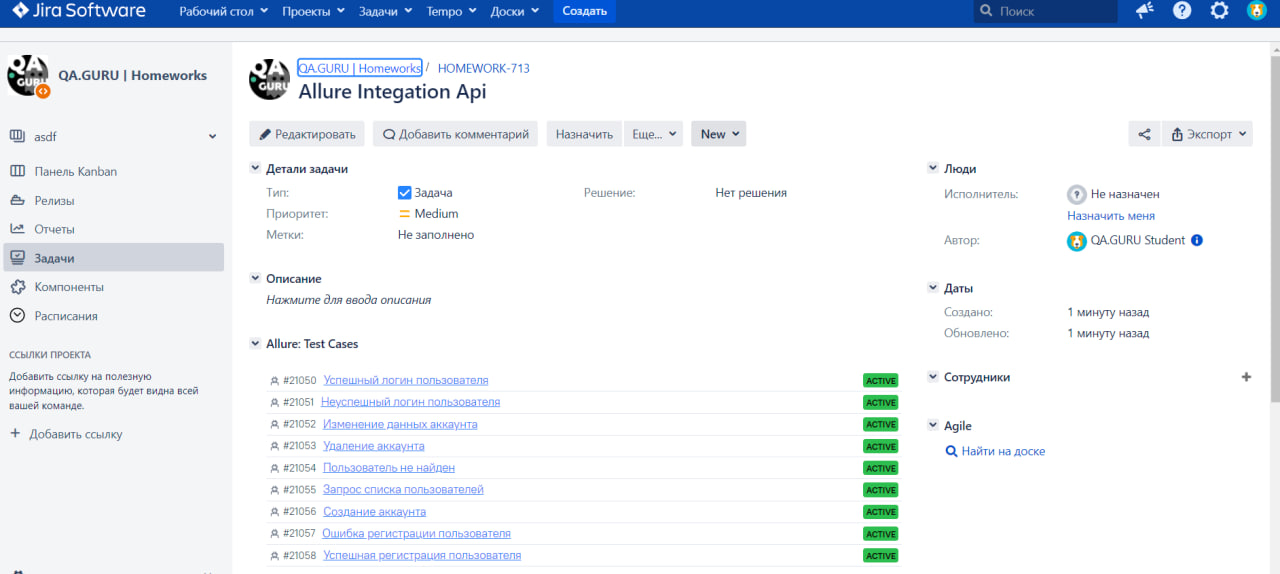 Jira Software Рабочий стол Проекты Задачи Tempo Доски Создать Поиск
QA.GURU | Homeworks
asdf
Панель Kanban
Релизы
Отчеты
Задачи
Компоненты
Расписания
ССЫЛКИ ПРОЕКТА
Добавить ссылку на полезную
информацию, которая будет видна всей
вашей команде.
+ Добавить ссылку
QA.GURU | Homeworks / HOMEWORK-713
Allure Integation Api
Редактировать Добавить комментарий Назначить Еще... New Экспорт
Детали задачи
Тип: Задача Решение: Нет решения
Приоритет: Medium
Метки: Не заполнено
Описание
Нажмите для ввода описания
Allure: Test Cases
#21050 Успешный логин пользователя ACTIVE
#21051 Неуспешный логин пользователя ACTIVE
#21052 Изменение данных аккаунта ACTIVE
#21053 Удаление аккаунта ACTIVE
#21054 Пользователь не найден ACTIVE
#21055 Запрос списка пользователей ACTIVE
#21056 Создание аккаунта ACTIVE
#21057 Ошибка регистрации пользователя ACTIVE
#21058 Успешная регистрация пользователя ACTIVE
Люди
Исполнитель: Не назначен
Назначить меня
Автор: QA.GURU Student
Даты
Создано: 1 минуту назад
Обновлено: 1 минуту назад
Сотрудники
Agile
Найти на доске